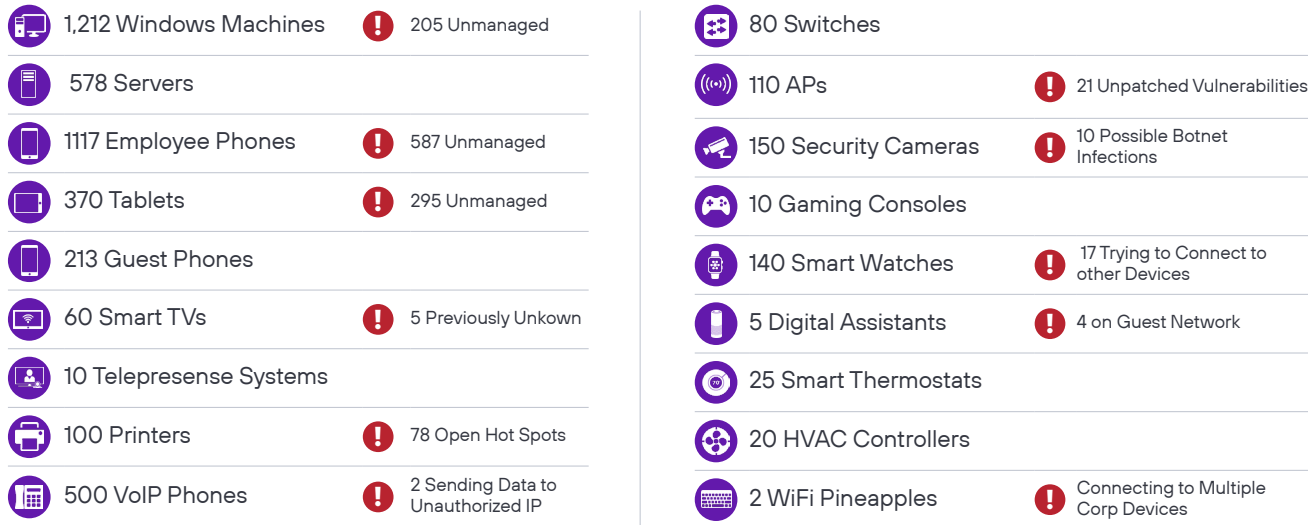 1,212 Windows Machines
205 Unmanaged
578 Servers
1117 Employee Phones
587 Unmanaged
370 Tablets
295 Unmanaged
213 Guest Phones
60 Smart TVs
5 Previously Unkown
10 Telepresense Systems
100 Printers
78 Open Hot Spots
500 VoIP Phones
2 Sending Data to
Unauthorized IP
80 Switches
110 APs
21 Unpatched Vulnerabilities
150 Security Cameras
10 Possible Botnet
Infections
10 Gaming Consoles
140 Smart Watches
17 Trying to Connect to
other Devices
5 Digital Assistants
4 on Guest Network
70°
25 Smart Thermostats
20 HVAC Controllers
2 WiFi Pineapples
Connecting to Multiple
Corp Devices